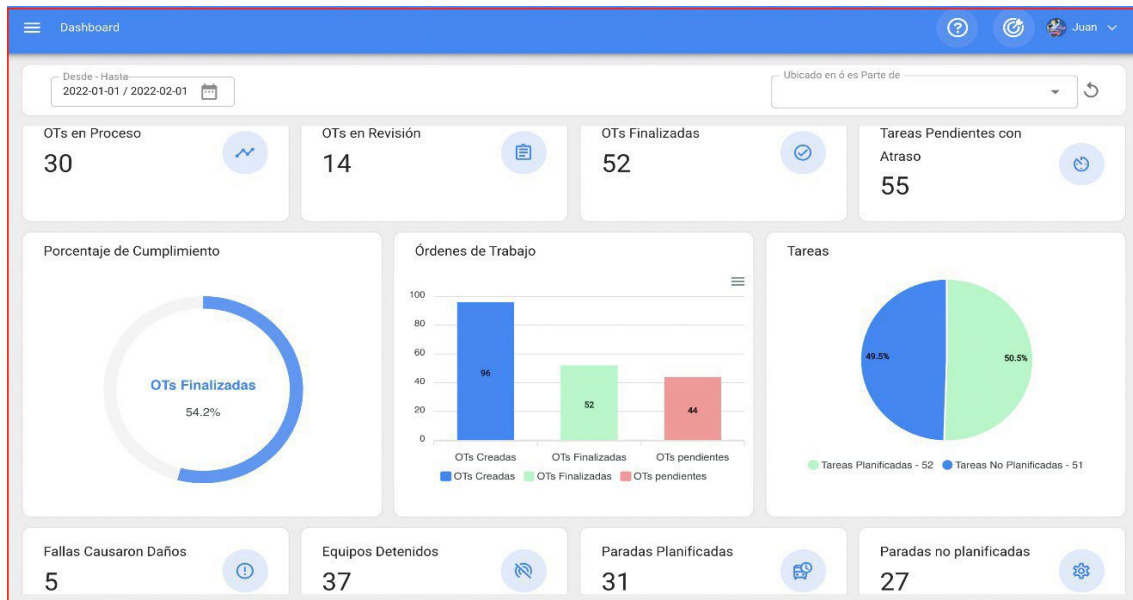 Dashboard
Juan
Desde - Hasta
2022-01-01 / 2022-02-01
Ubicado en ó es Parte de
OTs en Proceso
30
OTs en Revisión
14
OTs Finalizadas
52
Tareas Pendientes con
Atraso
55
Porcentaje de Cumplimiento
OTs Finalizadas
54.2%
Órdenes de Trabajo
100
80
60
40
20
0
96
52
44
OTs Creadas
OTs Finalizadas
OTs pendientes
OTs Creadas
OTs Finalizadas
OTs pendientes
Tareas
49.5%
50.5%
Tareas Planificadas - 52
Tareas No Planificadas - 51
Fallas Causaron Daños
5
Equipos Detenidos
37
Paradas Planificadas
31
Paradas no planificadas
27